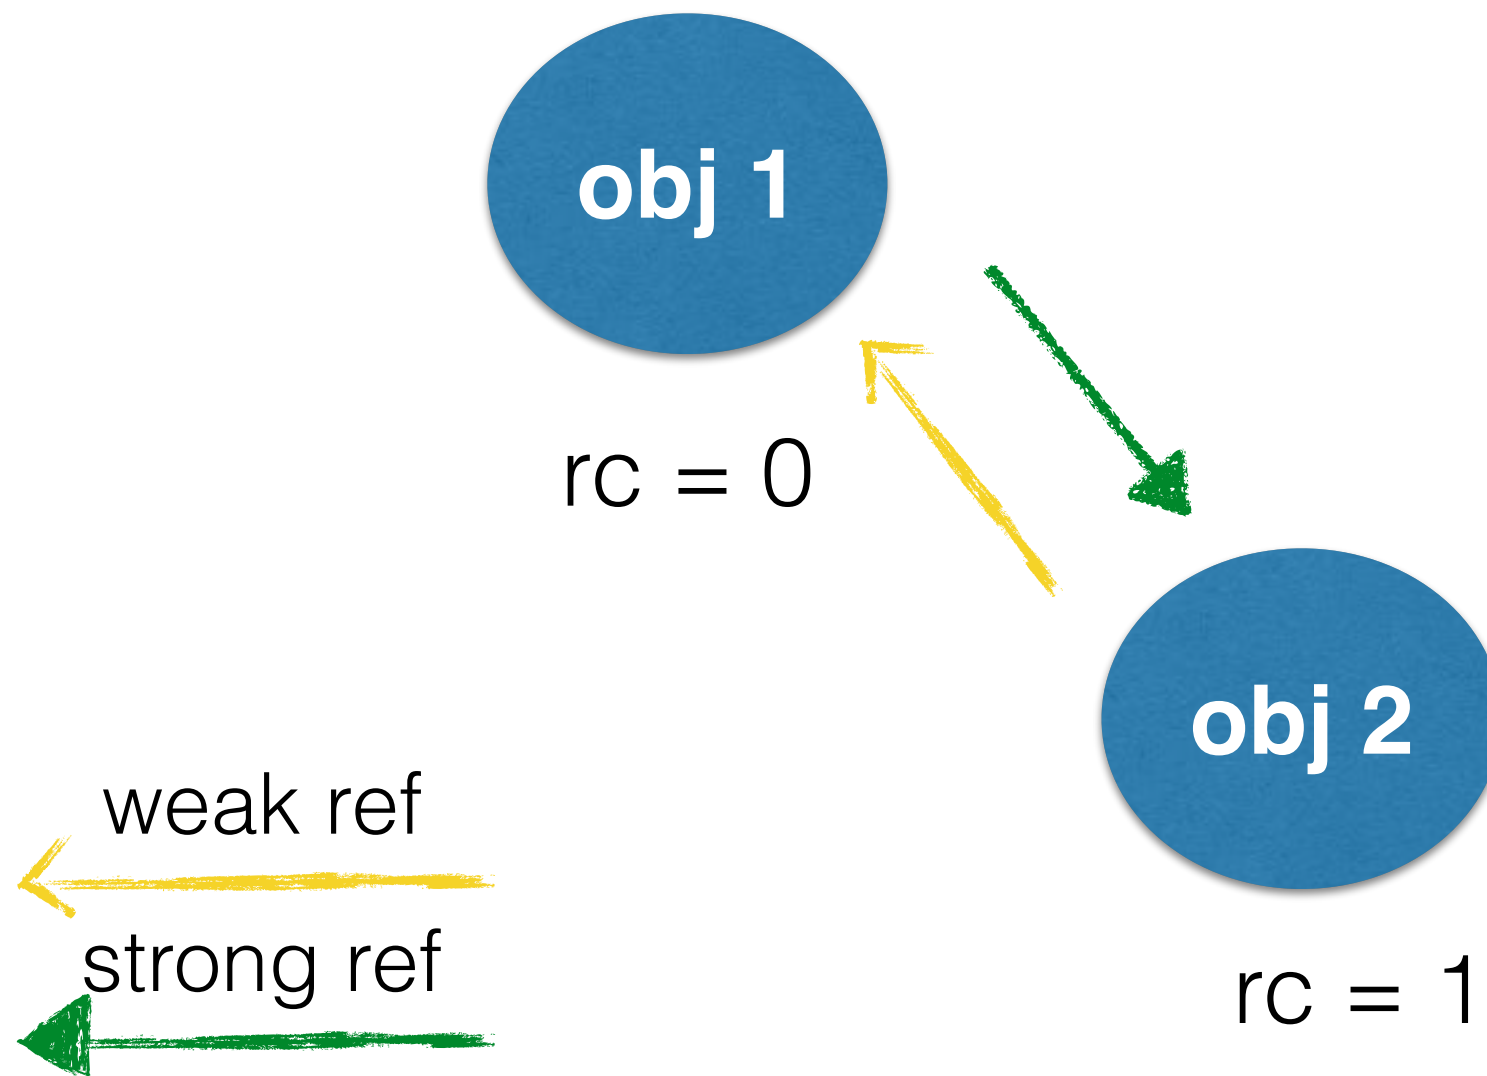 obj 1
rc = 0
obj 2
weak ref
strong ref
rc = 1